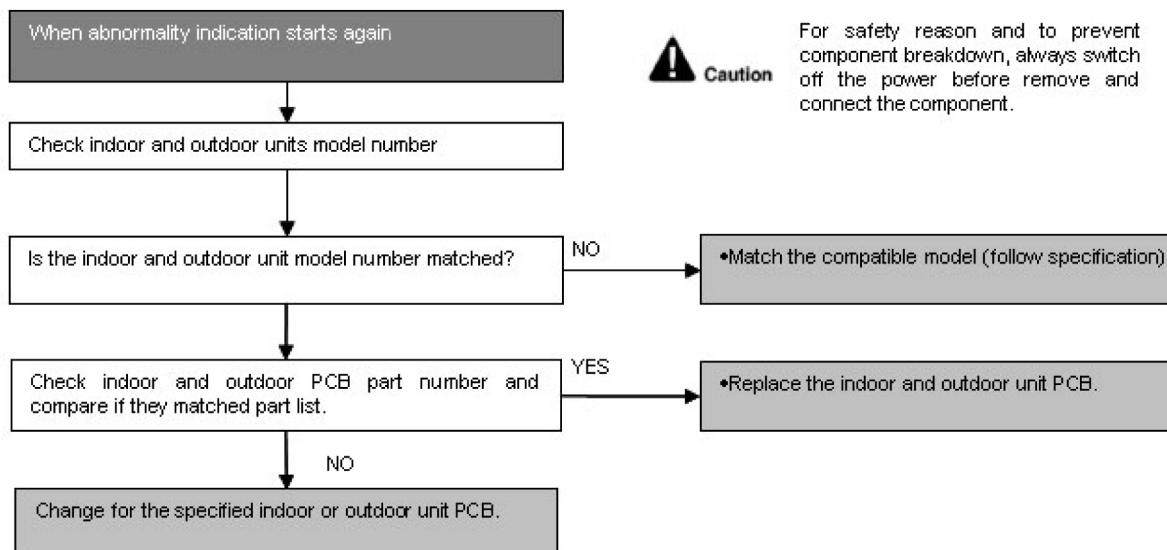 When abnormality indication starts again
For safety reason and to prevent
component breakdown, always switch
off the power before remove and
connect the component.
Caution
Check indoor and outdoor units model number
Is the indoor and outdoor unit model number matched?
NO
•Match the compatible model (follow specification)
Check indoor and outdoor PCB part number and
compare if they matched part list.
YES
•Replace the indoor and outdoor unit PCB.
NO
Change for the specified indoor or outdoor unit PCB.